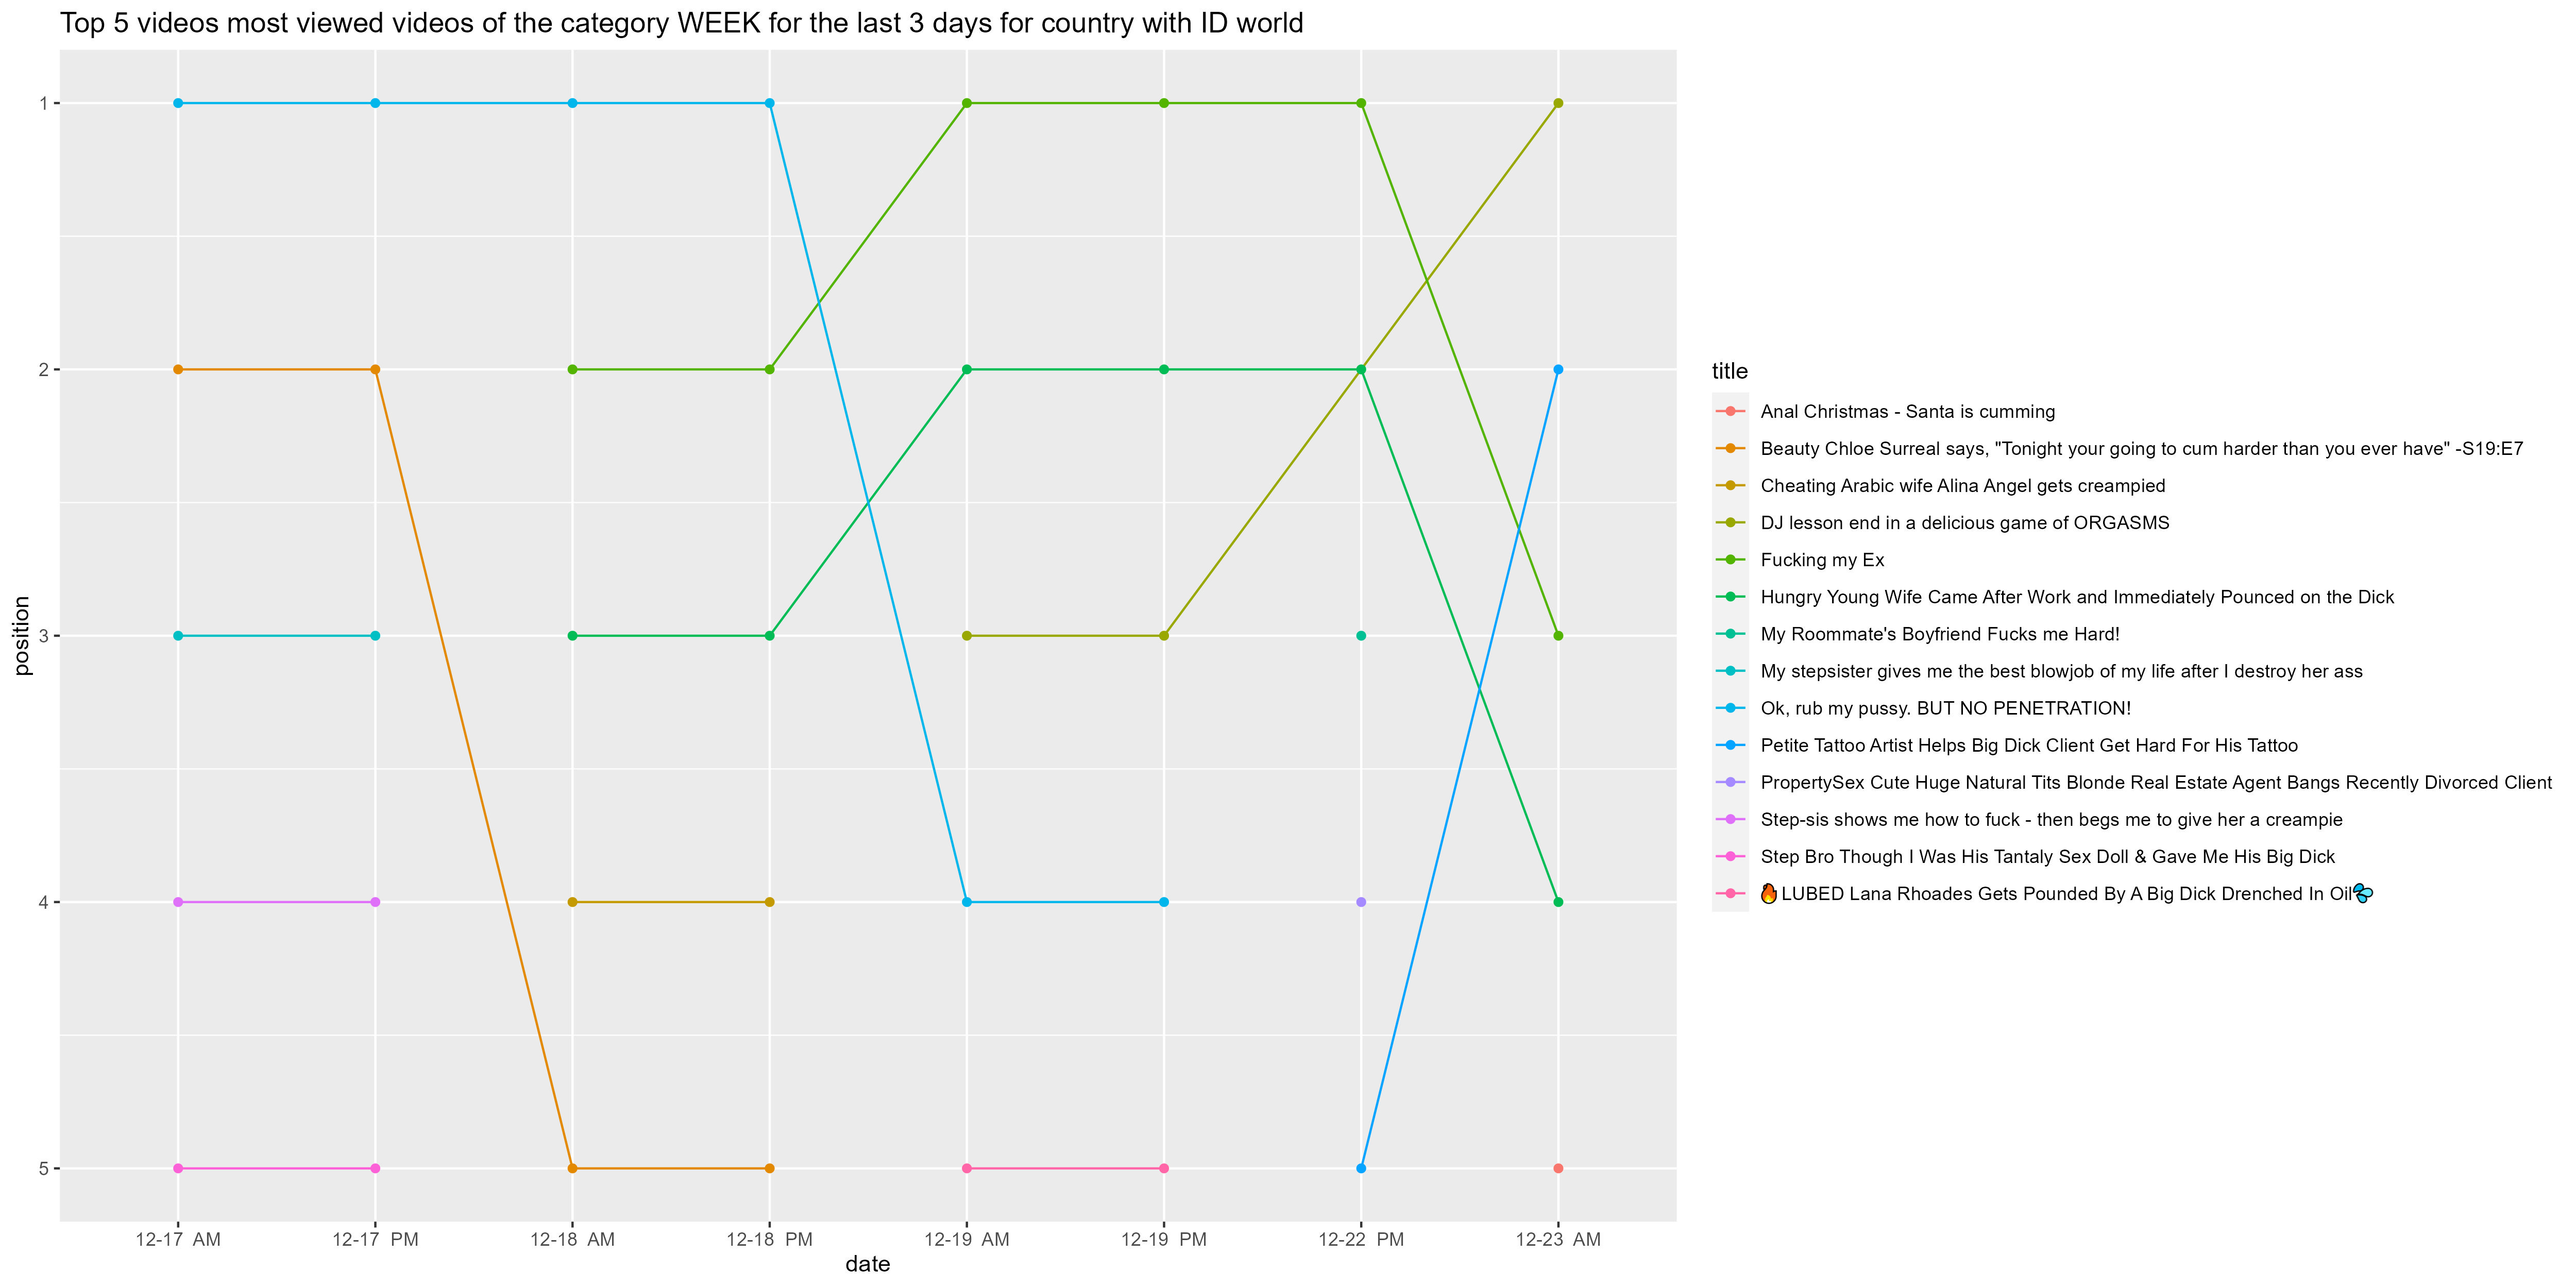 Top 5 videos most viewed videos of the category WEEK for the last 3 days for country with ID world
position
1
2
3
4
5
12-17 AM
12-17 PM
12-18 AM
12-18 PM
12-19 AM
12-19 PM
12-22 PM
12-23 AM
date
title
Anal Christmas - Santa is cumming
Beauty Chloe Surreal says, "Tonight your going to cum harder than you ever have" -S19:E7
Cheating Arabic wife Alina Angel gets creampied
DJ lesson end in a delicious game of ORGASMS
Fucking my Ex
Hungry Young Wife Came After Work and Immediately Pounced on the Dick
My Roommate's Boyfriend Fucks me Hard!
My stepsister gives me the best blowjob of my life after I destroy her ass
Ok, rub my pussy. BUT NO PENETRATION!
Petite Tattoo Artist Helps Big Dick Client Get Hard For His Tattoo
PropertySex Cute Huge Natural Tits Blonde Real Estate Agent Bangs Recently Divorced Client
Step-sis shows me how to fuck - then begs me to give her a creampie
Step Bro Though I Was His Tantaly Sex Doll & Gave Me His Big Dick
🔥LUBED Lana Rhoades Gets Pounded By A Big Dick Drenched In Oil💦